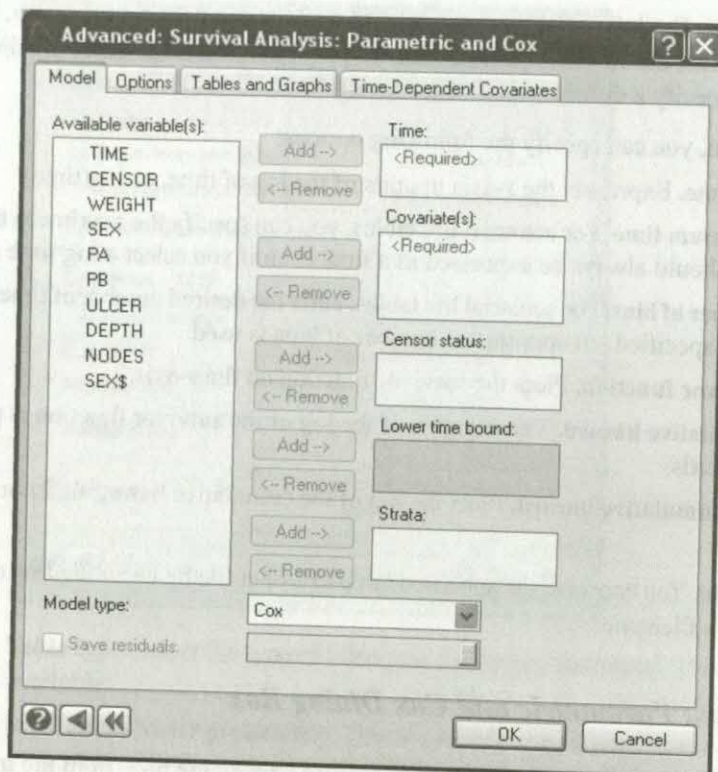 Advanced: Survival Analysis: Parametric and Cox
Model Options Tables and Graphs Time-Dependent Covariates
Available variable(s):
TIME
CENSOR
WEIGHT
SEX
PA
PB
ULCER
DEPTH
NODES
SEX$
Add -->
<-- Remove
Time:
<Required>
Add -->
<-- Remove
Covariate(s):
<Required>
Add -->
<-- Remove
Censor status:
Add -->
<-- Remove
Lower time bound:
Add -->
<-- Remove
Strata:
Model type: Cox
Save residuals:
OK Cancel